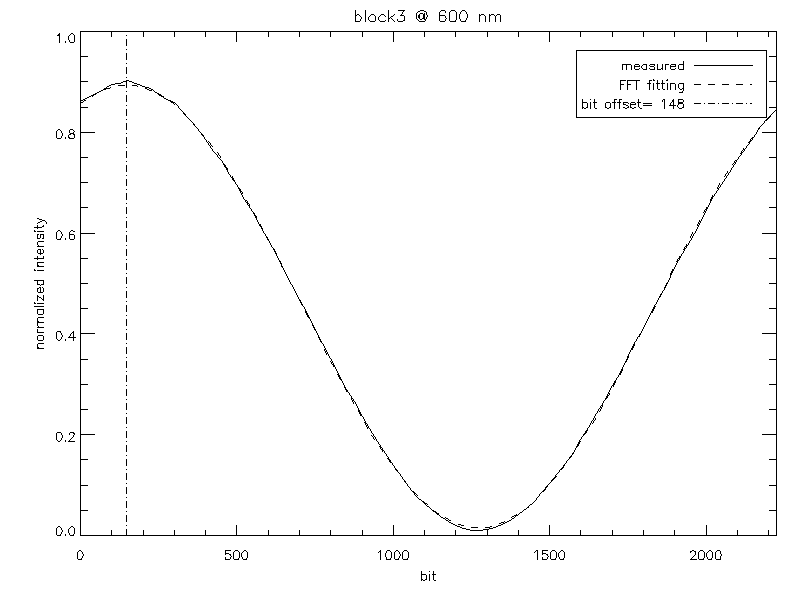 block3 @ 600 nm
measured
FFT fitting
bit offset= 148
normalized intensity
1.0
0.8
0.6
0.4
0.2
0.0
0 500 1000 1500 2000
bit